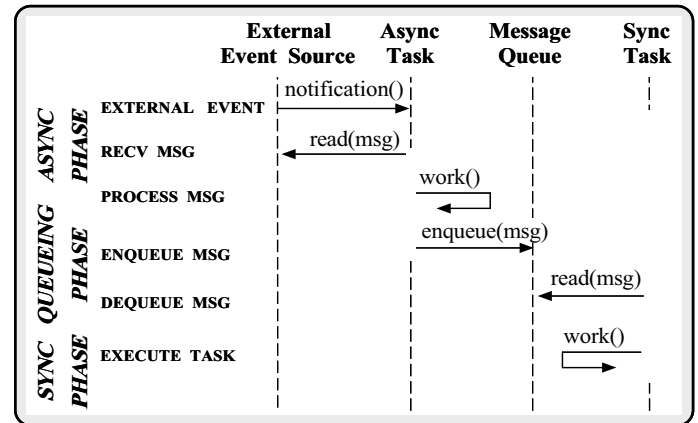 External Event Source
Async Task
Message Queue
Sync Task
ASYNC PHASE
EXTERNAL EVENT
notification()
RECV MSG
read(msg)
PROCESS MSG
work()
QUEUEING PHASE
ENQUEUE MSG
enqueue(msg)
DEQUEUE MSG
read(msg)
SYNC PHASE
EXECUTE TASK
work()